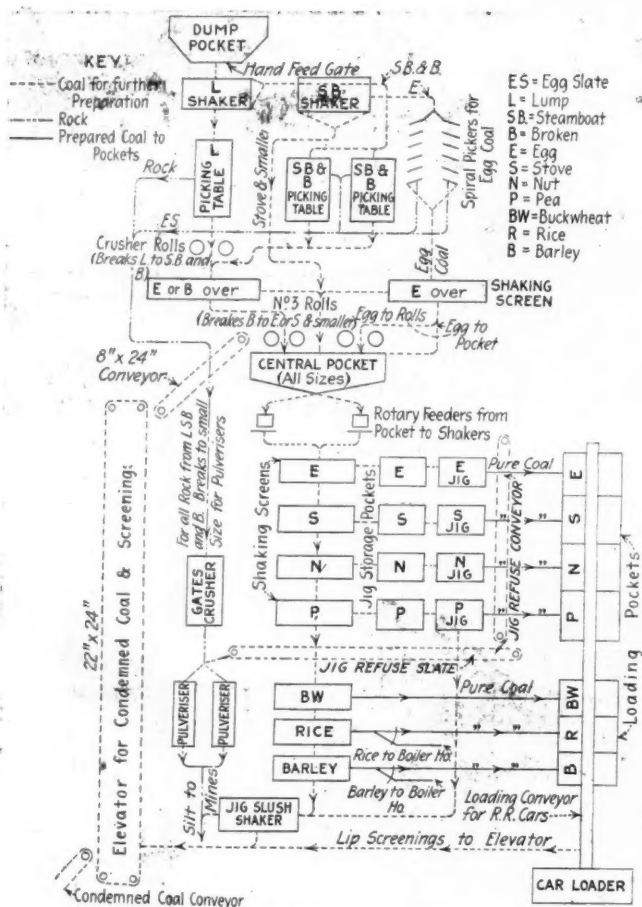 DUMP
POCKET
KEY
Coal for further
Preparation
Rock
Prepared Coal to
Pockets
Hand Feed Gate
S.B.& B.
L
SHAKER
S.B.
SHAKER
E.
Spiral Pickers for
Egg Coal
ES = Egg Slate
L = Lump
S.B. = Steamboat
B = Broken
E = Egg
S = Stove
N = Nut
P = Pea
BW = Buckwheat
R = Rice
B = Barley
Rock
L
PICKING
TABLE
Stove & Smaller
SB &
& B
PICKING
TABLE
SB &
& B
PICKING
TABLE
ES
Crusher Rolls
(Breaks L to S.B and
B)
Egg
Coal
E or B over
E over
SHAKING
SCREEN
Nº3 Rolls
(Breaks B to E or S & smaller)
Egg to Rolls
Egg to
Pocket
8" x 24"
Conveyor
CENTRAL POCKET
(All Sizes)
Rotary Feeders from
Pocket to Shakers
For all Rock from LSB
and B. Breaks to small
Size for Pulverisers
Shaking Screens
Jig Storage Pockets
JIG REFUSE CONVEYOR
E
E
E
JIG
Pure Coal
E
S
S
S
JIG
" "
S
N
N
N
JIG
" "
N
P
P
P
JIG
" "
P
Loading Pockets
22" x 24"
Elevator for Condemned Coal & Screening:
GATES
CRUSHER
JIG REFUSE SLATE
PULVERISER
PULVERISER
BW
Pure Coal
BW
RICE
" "
R
Rice to Boiler Ho.
BARLEY
" "
B
Barley to Boiler
Ho.
Silt to
Mines
JIG SLUSH
SHAKER
Loading Conveyor
for R.R. Cars
Lip Screenings to Elevator
Condemned Coal Conveyor
CAR LOADER